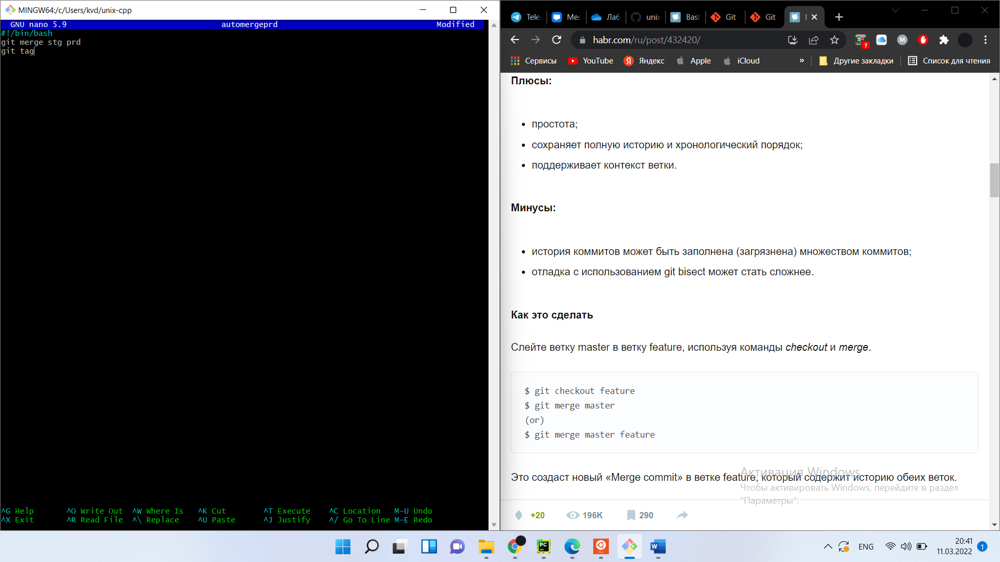 MINGW64:/c/Users/kvd/unix-cpp
GNU nano 5.9 automergeprd Modified
#!/bin/bash
git merge stg prd
git tag
^G Help ^O Write Out ^W Where Is ^K Cut ^T Execute ^C Location M-U Undo
^X Exit ^R Read File ^\ Replace ^U Paste ^J Justify ^/ Go To Line M-E Redo
Tele Мес Лаб unix Bash Git Git
habr.com/ru/post/432420/
Сервисы YouTube Яндекс Apple iCloud » Другие закладки Список для чтения
Плюсы:
• простота;
• сохраняет полную историю и хронологический порядок;
• поддерживает контекст ветки.
Минусы:
• история коммитов может быть заполнена (загрязнена) множеством коммитов;
• отладка с использованием git bisect может стать сложнее.
Как это сделать
Слейте ветку master в ветку feature, используя команды checkout и merge.
$ git checkout feature
$ git merge master
(or)
$ git merge master feature
Это создаст новый «Merge commit» в ветке feature, который содержит историю обеих веток.
Активация Windows
Чтобы активировать Windows, перейдите в раздел
"Параметры".
+20 196K 290
ENG
20:41
11.03.2022
1